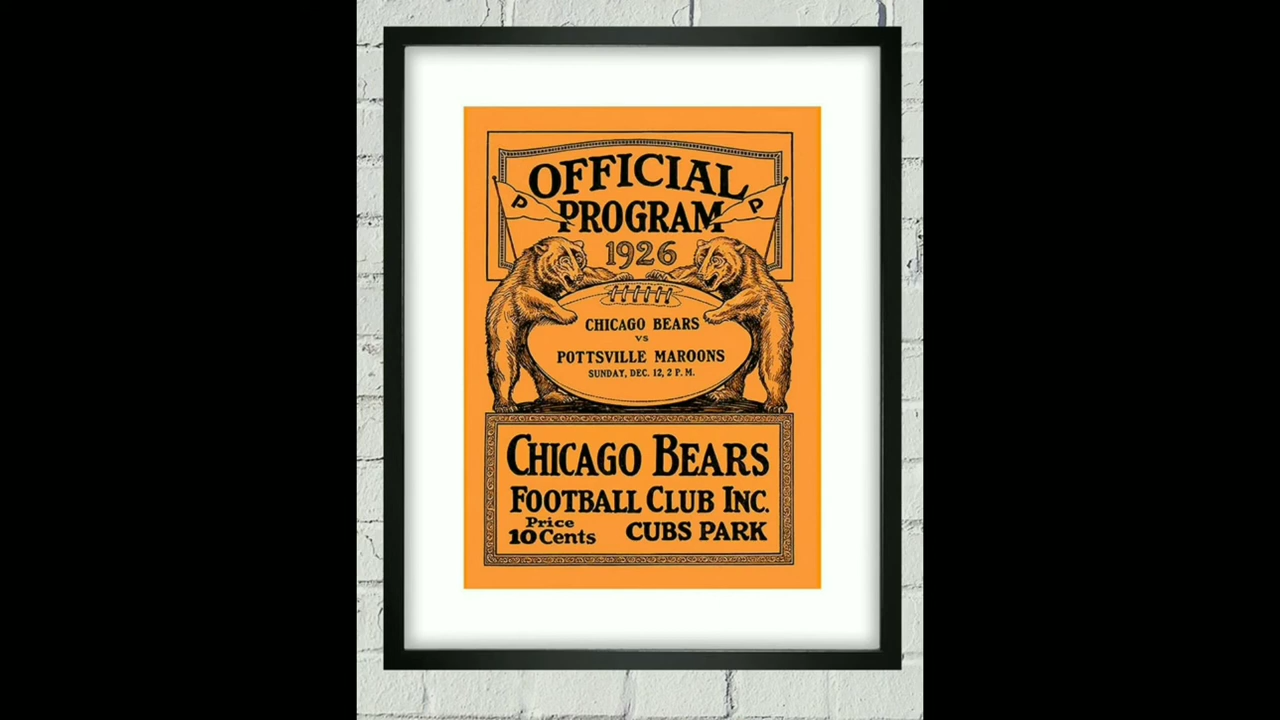 OFFICIAL
PROGRAM
P
P
1926
CHICAGO BEARS
VS
POTTSVILLE MAROONS
SUNDAY, DEC. 12, 2 P. M.
CHICAGO BEARS
FOOTBALL CLUB INC.
Price
10 Cents
CUBS PARK